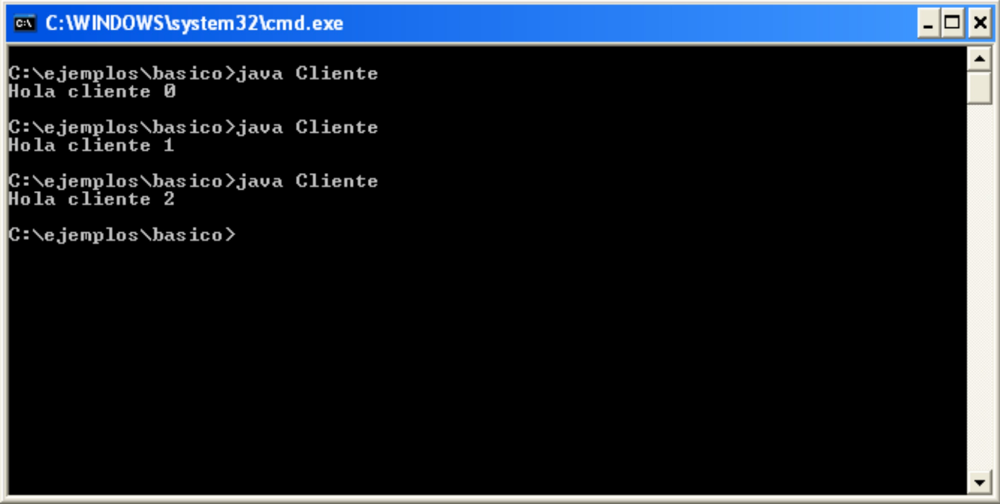 C:\WINDOWS\system32\cmd.exe
C:\ejemplos\basico>java Cliente
Hola cliente 0
C:\ejemplos\basico>java Cliente
Hola cliente 1
C:\ejemplos\basico>java Cliente
Hola cliente 2
C:\ejemplos\basico>